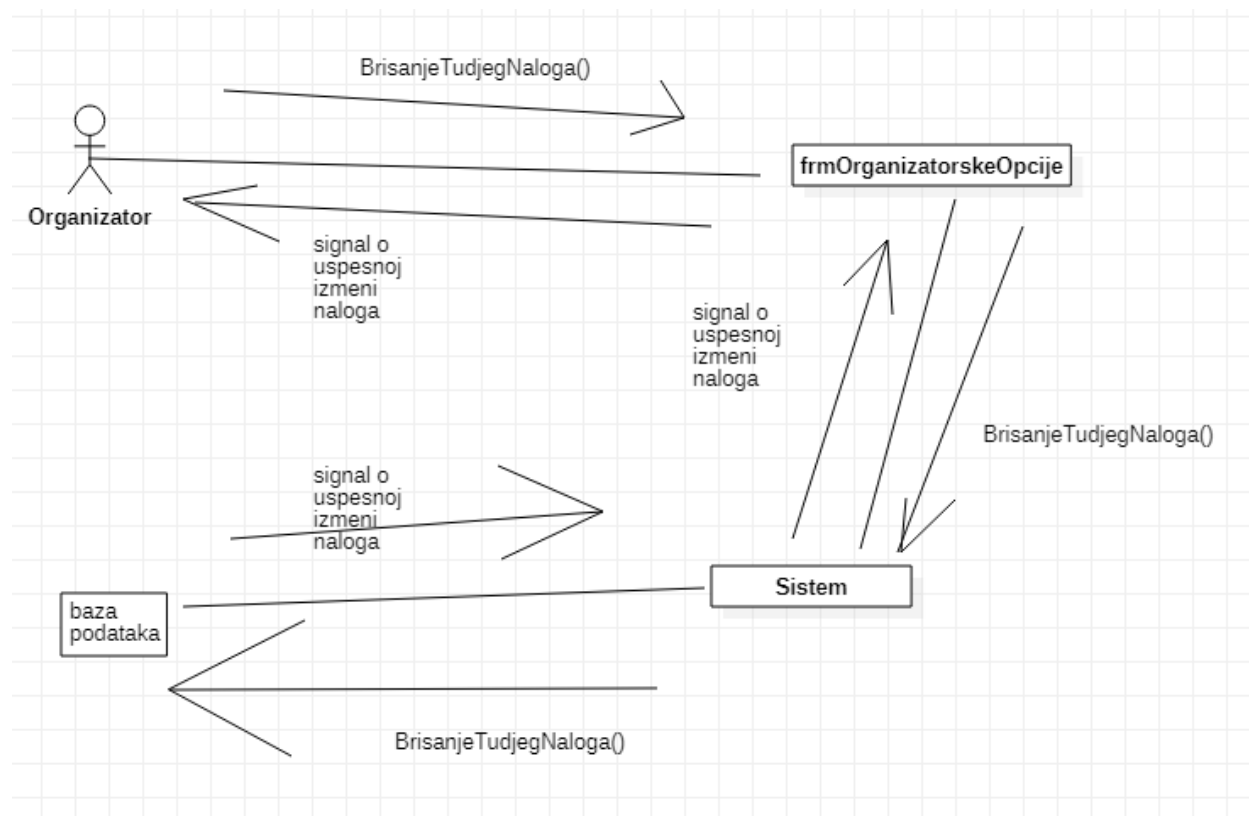 BrisanjeTudjegNaloga()
frmOrganizatorskeOpcije
Organizator
signal o
uspesnoj
izmeni
naloga
signal o
uspesnoj
izmeni
naloga
BrisanjeTudjegNaloga()
signal o
uspesnoj
izmeni
naloga
Sistem
baza
podataka
BrisanjeTudjegNaloga()